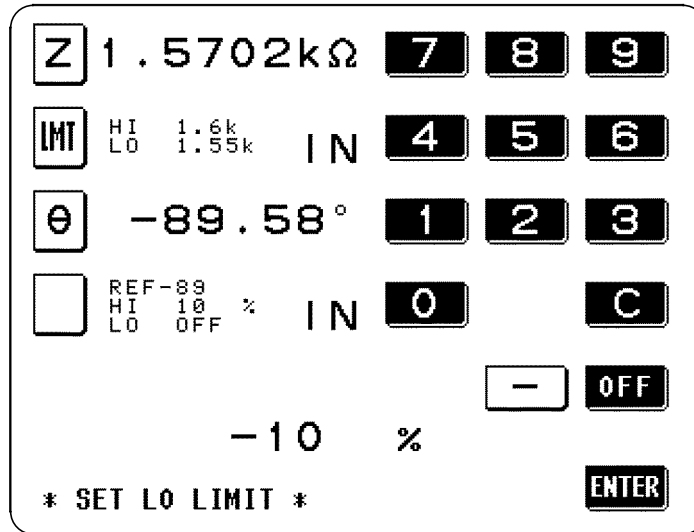 Z 1.5702kΩ 7 8 9
LMT HI 1.6k IN 4 5 6
LO 1.55k
θ -89.58° 1 2 3
REF-89
HI 10 % IN 0 C
LO OFF
- OFF
-10 %
* SET LO LIMIT * ENTER